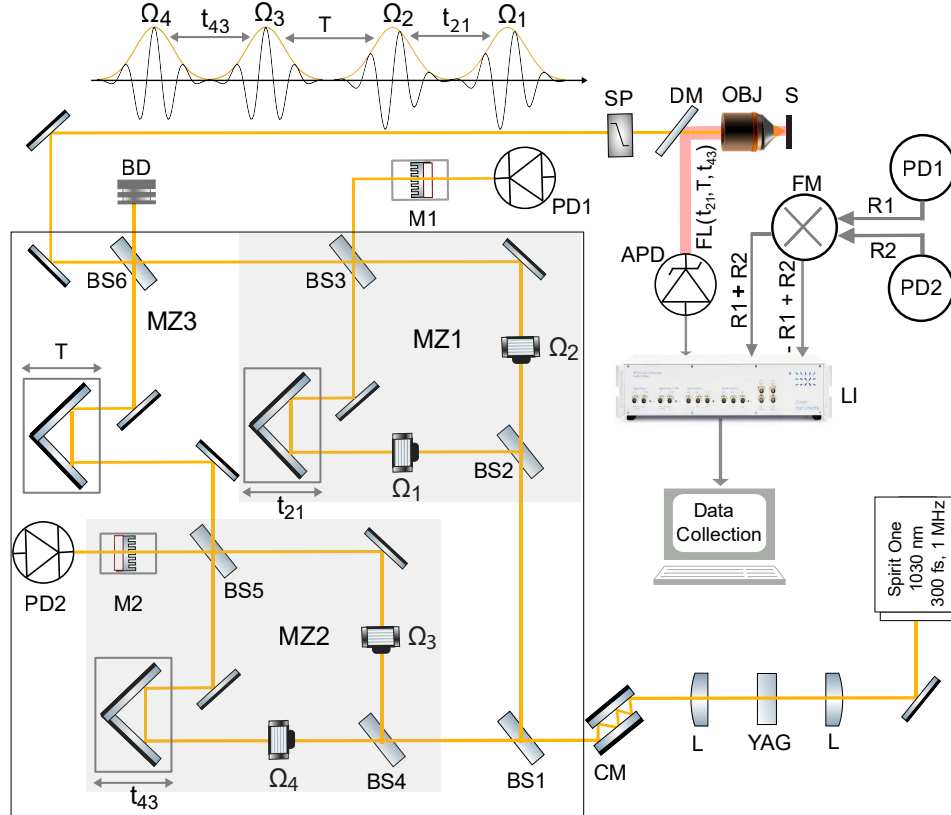 Ω4 Ω3 Ω2 Ω1
t43 T t21
SP DM OBJ S
BD
M1
PD1
FL(t21, T, t43)
APD
FM
PD1
R1
R2
PD2
R1 + R2
- R1 + R2
BS6
BS3
MZ3
MZ1
Ω2
T
LI
BS2
Ω1
t21
Data
Collection
Spirit One
1030 nm
300 fs, 1 MHz
PD2
M2
BS5
MZ2
Ω3
Ω4
BS4
BS1
t43
CM
L
YAG
L